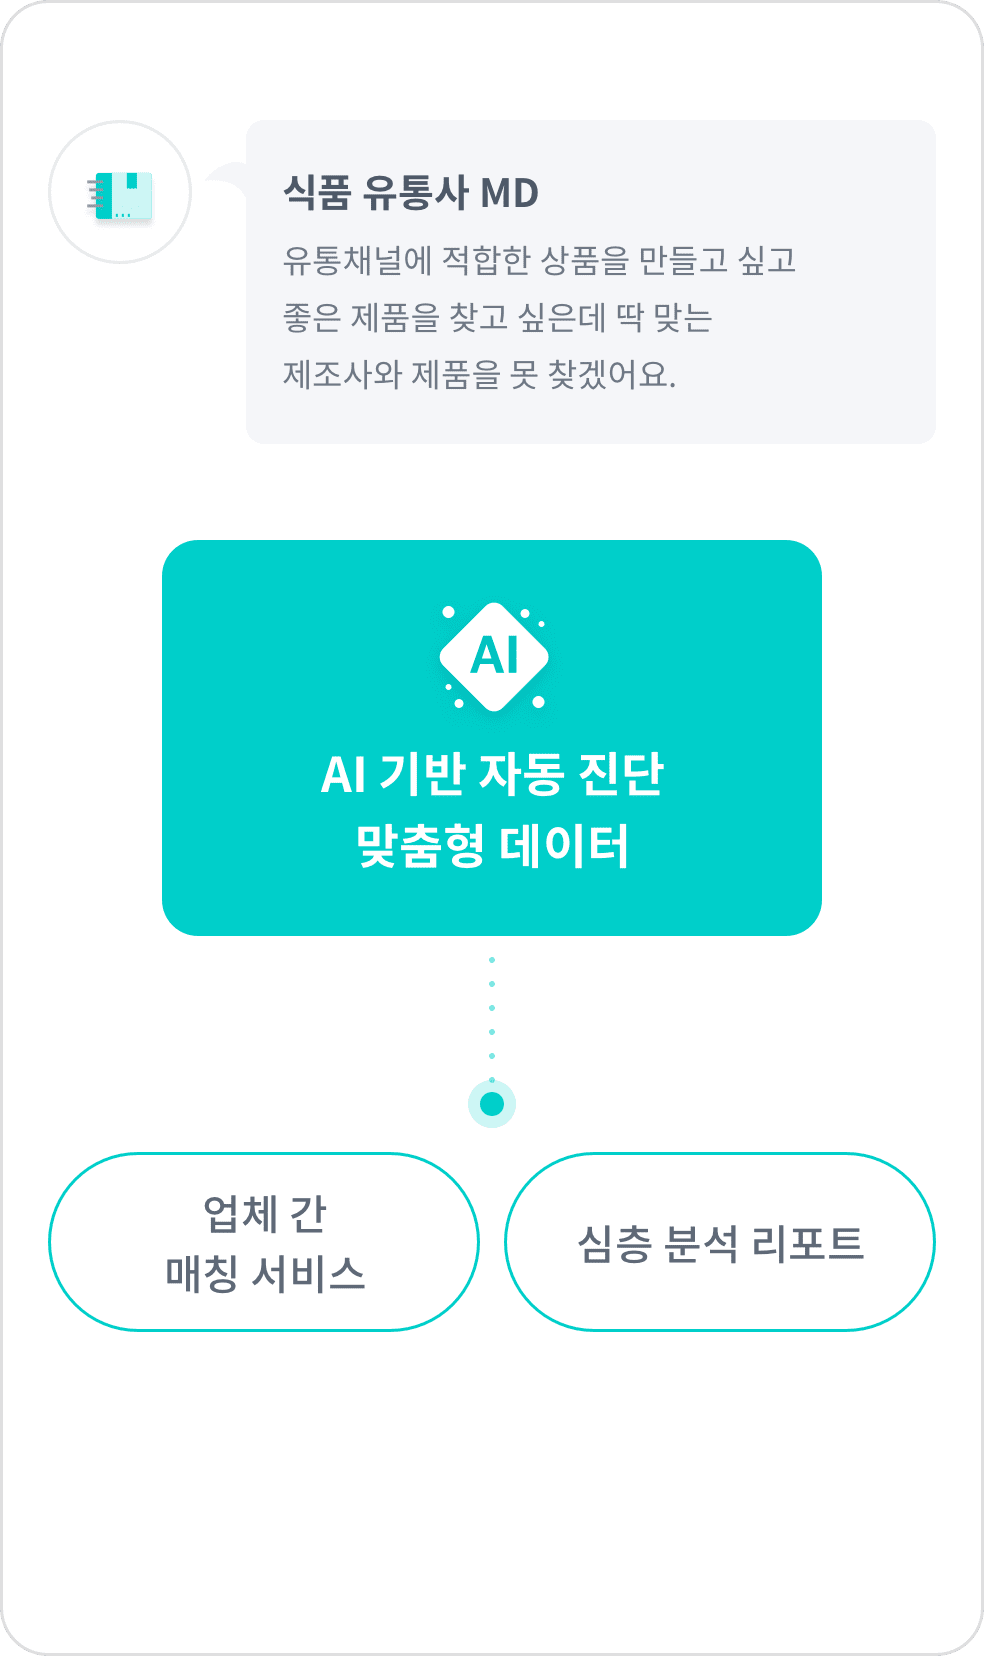 식품 유통사 MD
유통채널에 적합한 상품을 만들고 싶고
좋은 제품을 찾고 싶은데 딱 맞는
제조사와 제품을 못 찾겠어요.
AI
AI 기반 자동 진단
맞춤형 데이터
업체 간
매칭 서비스
심층 분석 리포트